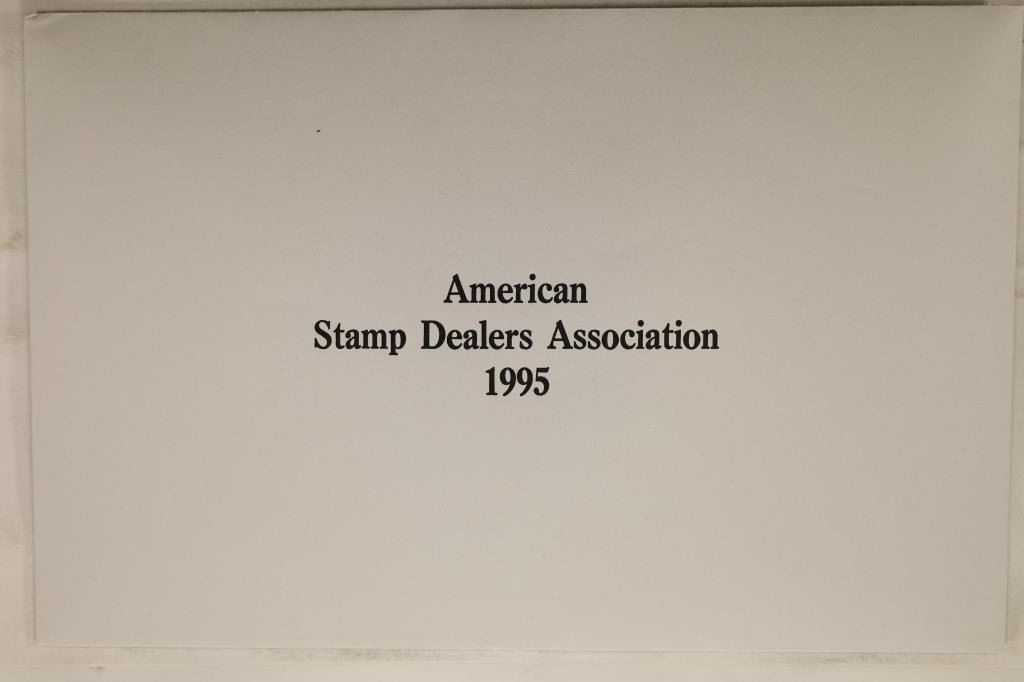 American
Stamp Dealers Association
1995